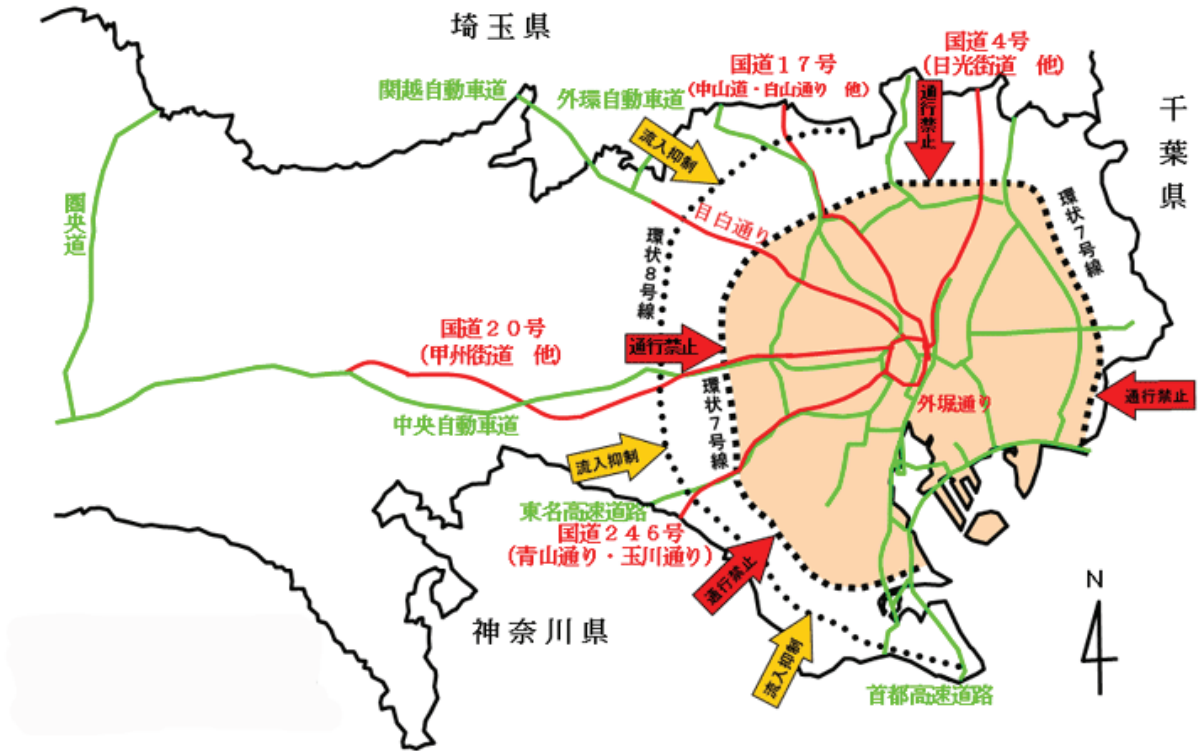 埼玉県
国道4号
(日光街道　他)
国道17号
(中山道・白山通り　他)
関越自動車道
外環自動車道
通行禁止
千葉県
流入抑制
圏央道
目白通り
環状7号線
環状8号線
国道20号
(甲州街道　他)
通行禁止
環状7号線
通行禁止
外堀通り
中央自動車道
流入抑制
東名高速道路
国道246号
(青山通り・玉川通り)
通行禁止
N
神奈川県
流入抑制
首都高速道路